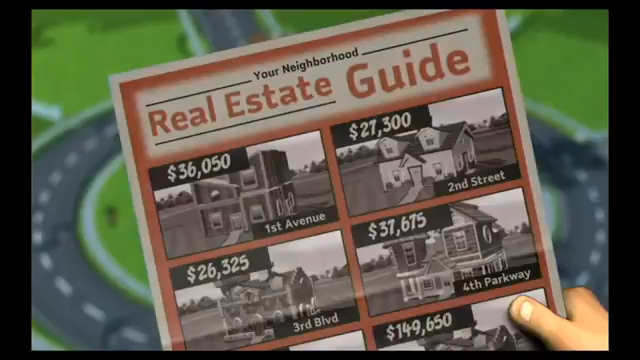 Your Neighborhood
Real Estate Guide
$36,050
1st Avenue
$27,300
2nd Street
$26,325
3rd Blvd
$37,675
4th Parkway
$149,650